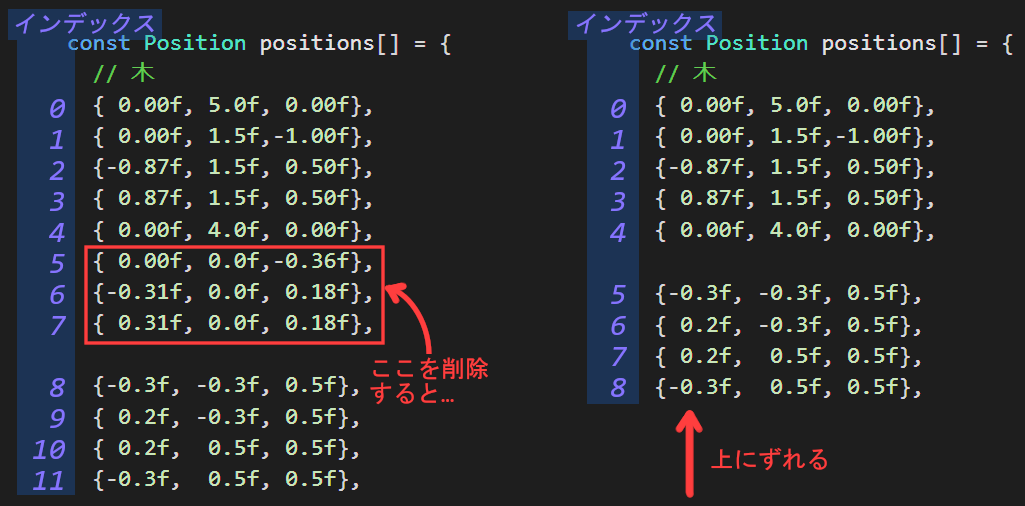 インデックス
const Position positions[] = {
// 木
0 { 0.00f, 5.0f, 0.00f},
1 { 0.00f, 1.5f,-1.00f},
2 {-0.87f, 1.5f, 0.50f},
3 { 0.87f, 1.5f, 0.50f},
4 { 0.00f, 4.0f, 0.00f},
5 { 0.00f, 0.0f,-0.36f},
6 {-0.31f, 0.0f, 0.18f},
7 { 0.31f, 0.0f, 0.18f},
8 {-0.3f, -0.3f, 0.5f},
9 { 0.2f, -0.3f, 0.5f},
10 { 0.2f,  0.5f, 0.5f},
11 {-0.3f,  0.5f, 0.5f},
ここを削除
すると…
インデックス
const Position positions[] = {
// 木
0 { 0.00f, 5.0f, 0.00f},
1 { 0.00f, 1.5f,-1.00f},
2 {-0.87f, 1.5f, 0.50f},
3 { 0.87f, 1.5f, 0.50f},
4 { 0.00f, 4.0f, 0.00f},
5 {-0.3f, -0.3f, 0.5f},
6 { 0.2f, -0.3f, 0.5f},
7 { 0.2f,  0.5f, 0.5f},
8 {-0.3f,  0.5f, 0.5f},
上にずれる